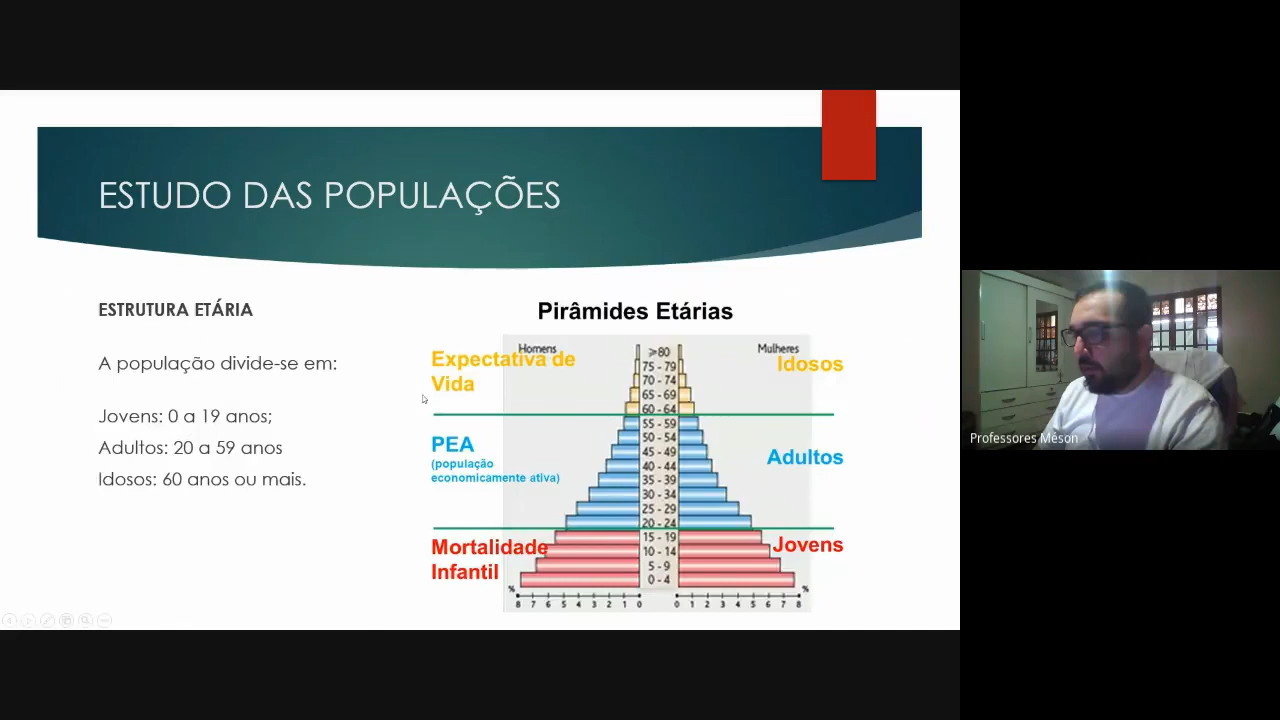 ESTUDO DAS POPULAÇÕES
ESTRUTURA ETÁRIA
A população divide-se em:
Jovens: 0 a 19 anos;
Adultos: 20 a 59 anos
Idosos: 60 anos ou mais.
Pirâmides Etárias
Homens
Mulheres
Expectativa de
Vida
Idosos
PEA
(população
economicamente ativa)
Adultos
Mortalidade
Infantil
Jovens
≥80
75 - 79
70 - 74
65 - 69
60 - 64
55 - 59
50 - 54
45 - 49
40 - 44
35 - 39
30 - 34
25 - 29
20 - 24
15 - 19
10 - 14
5 - 9
0 - 4
% %
8 7 6 5 4 3 2 1 0 0 1 2 3 4 5 6 7 8
Professores Méson